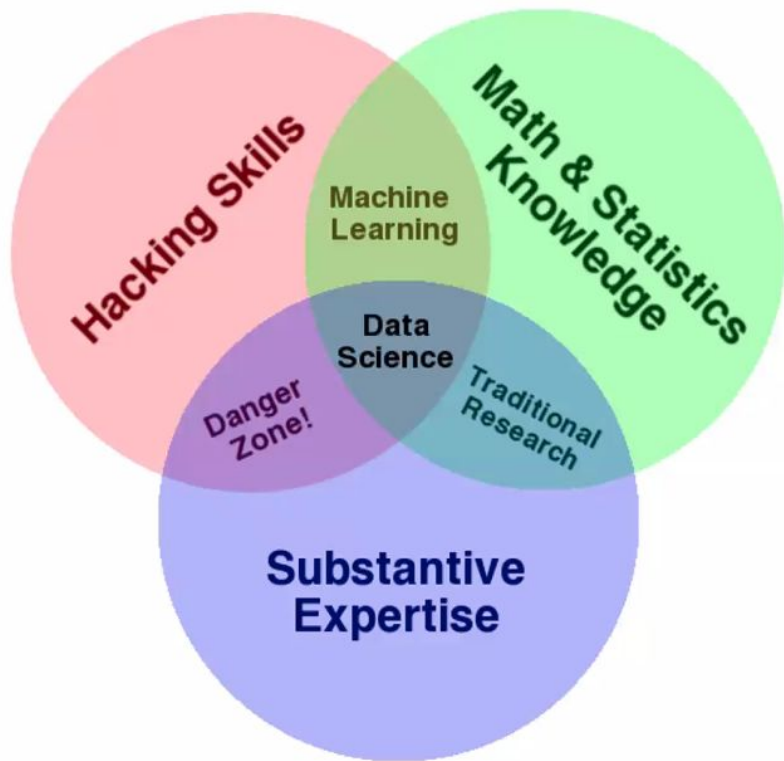 Hacking Skills
Math & Statistics
Knowledge
Machine
Learning
Data
Science
Danger
Zone!
Traditional
Research
Substantive
Expertise